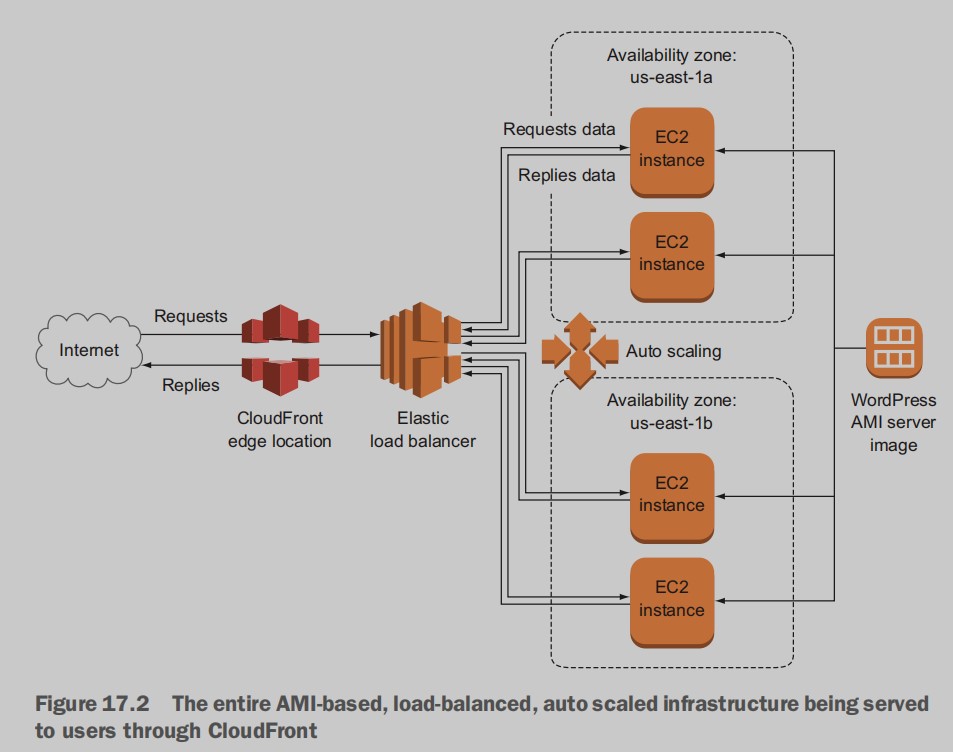 Availability zone:
us-east-1a
Requests data
EC2
instance
Replies data
EC2
instance
Requests
Internet
Replies
CloudFront
edge location
Elastic
load balancer
Auto scaling
Availability zone:
us-east-1b
WordPress
AMI server
image
EC2
instance
EC2
instance
Figure 17.2 The entire AMI-based, load-balanced, auto scaled infrastructure being served
to users through CloudFront